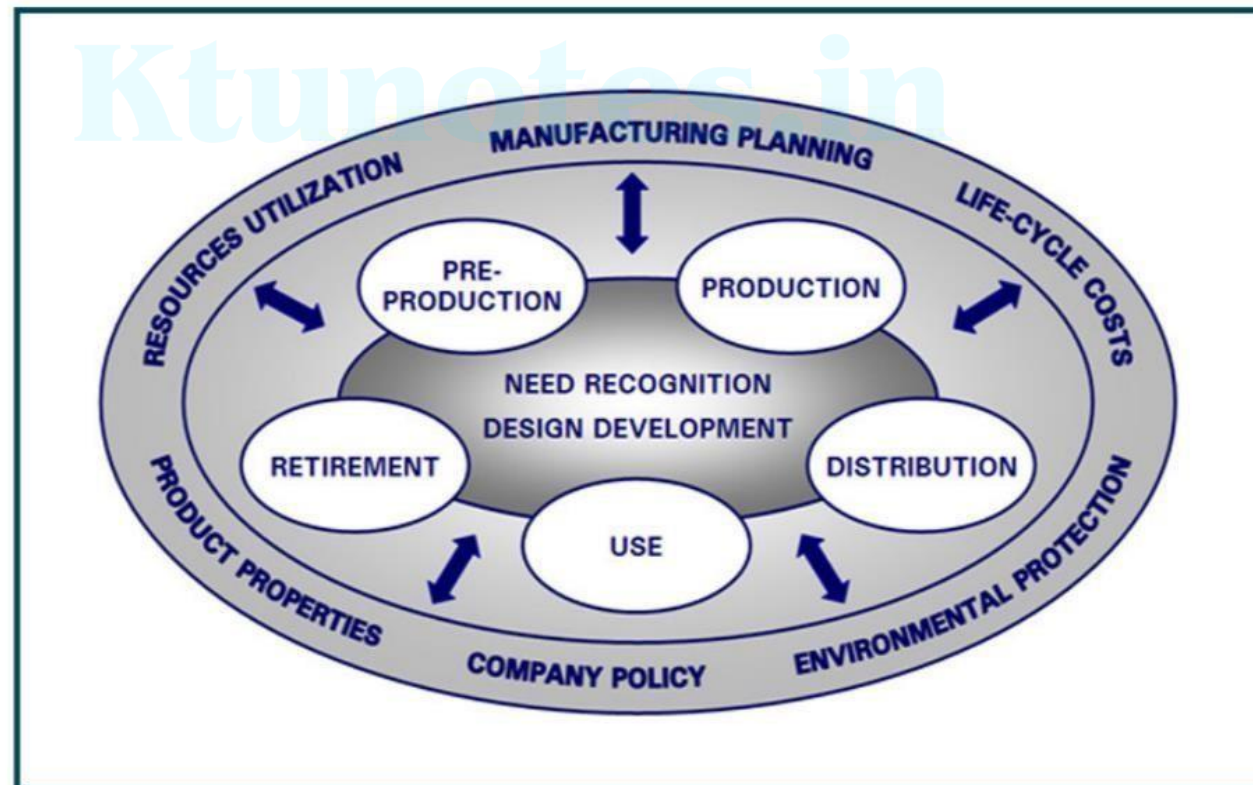 Ktunotes.in
MANUFACTURING PLANNING
RESOURCES UTILIZATION
LIFE-CYCLE COSTS
PRE-
PRODUCTION
PRODUCTION
NEED RECOGNITION
DESIGN DEVELOPMENT
RETIREMENT
DISTRIBUTION
USE
PRODUCT PROPERTIES
COMPANY POLICY
ENVIRONMENTAL PROTECTION